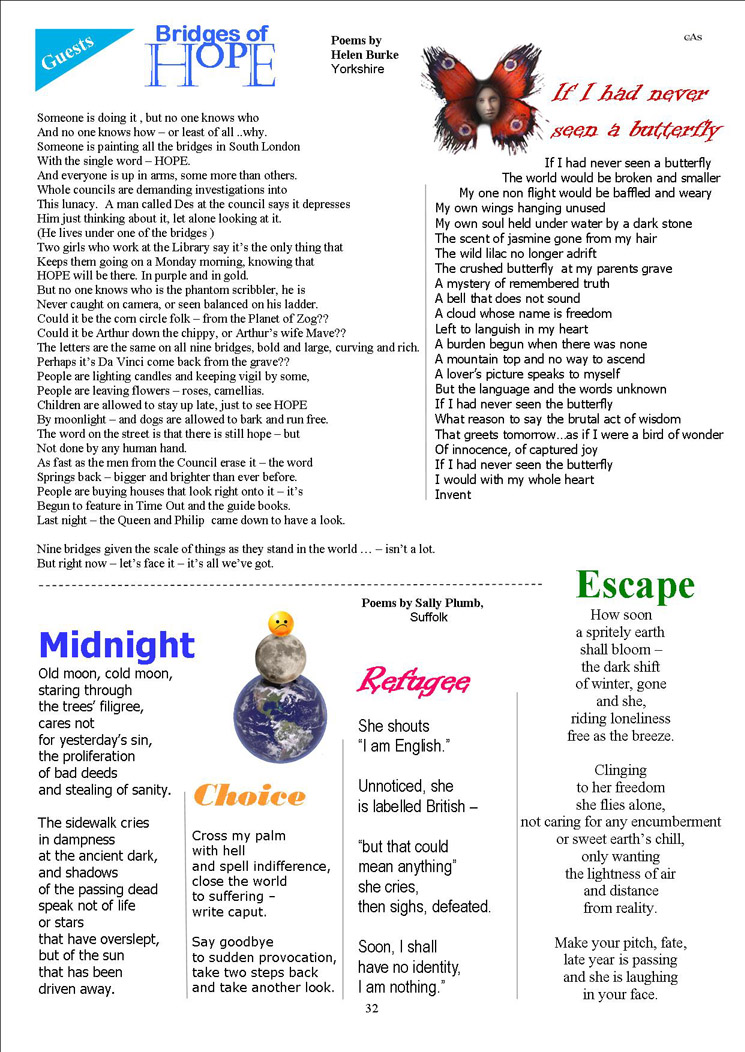 Guests
Bridges of
HOPE
Poems by
Helen Burke
Yorkshire
cAs
Someone is doing it , but no one knows who
And no one knows how – or least of all ..why.
Someone is painting all the bridges in South London
With the single word – HOPE.
And everyone is up in arms, some more than others.
Whole councils are demanding investigations into
This lunacy.  A man called Des at the council says it depresses
Him just thinking about it, let alone looking at it.
(He lives under one of the bridges )
Two girls who work at the Library say it's the only thing that
Keeps them going on a Monday morning, knowing that
HOPE will be there. In purple and in gold.
But no one knows who is the phantom scribbler, he is
Never caught on camera, or seen balanced on his ladder.
Could it be the corn circle folk – from the Planet of Zog??
Could it be Arthur down the chippy, or Arthur's wife Mave??
The letters are the same on all nine bridges, bold and large, curving and rich.
Perhaps it's Da Vinci come back from the grave??
People are lighting candles and keeping vigil by some,
People are leaving flowers – roses, camellias.
Children are allowed to stay up late, just to see HOPE
By moonlight – and dogs are allowed to bark and run free.
The word on the street is that there is still hope – but
Not done by any human hand.
As fast as the men from the Council erase it – the word
Springs back – bigger and brighter than ever before.
People are buying houses that look right onto it – it's
Begun to feature in Time Out and the guide books.
Last night – the Queen and Philip  came down to have a look.
Nine bridges given the scale of things as they stand in the world … – isn't a lot.
But right now – let's face it – it's all we've got.
If I had never
seen a butterfly
If I had never seen a butterfly
The world would be broken and smaller
My one non flight would be baffled and weary
My own wings hanging unused
My own soul held under water by a dark stone
The scent of jasmine gone from my hair
The wild lilac no longer adrift
The crushed butterfly  at my parents grave
A mystery of remembered truth
A bell that does not sound
A cloud whose name is freedom
Left to languish in my heart
A burden begun when there was none
A mountain top and no way to ascend
A lover's picture speaks to myself
But the language and the words unknown
If I had never seen the butterfly
What reason to say the brutal act of wisdom
That greets tomorrow…as if I were a bird of wonder
Of innocence, of captured joy
If I had never seen the butterfly
I would with my whole heart
Invent
Poems by Sally Plumb,
Suffolk
Midnight
Old moon, cold moon,
staring through
the trees' filigree,
cares not
for yesterday's sin,
the proliferation
of bad deeds
and stealing of sanity.
The sidewalk cries
in dampness
at the ancient dark,
and shadows
of the passing dead
speak not of life
or stars
that have overslept,
but of the sun
that has been
driven away.
Choice
Cross my palm
with hell
and spell indifference,
close the world
to suffering –
write caput.
Say goodbye
to sudden provocation,
take two steps back
and take another look.
Refugee
She shouts
“I am English.”
Unnoticed, she
is labelled British –
“but that could
mean anything”
she cries,
then sighs, defeated.
Soon, I shall
have no identity,
I am nothing.”
Escape
How soon
a spritely earth
shall bloom –
the dark shift
of winter, gone
and she,
riding loneliness
free as the breeze.
Clinging
to her freedom
she flies alone,
not caring for any encumberment
or sweet earth's chill,
only wanting
the lightness of air
and distance
from reality.
Make your pitch, fate,
late year is passing
and she is laughing
in your face.
32